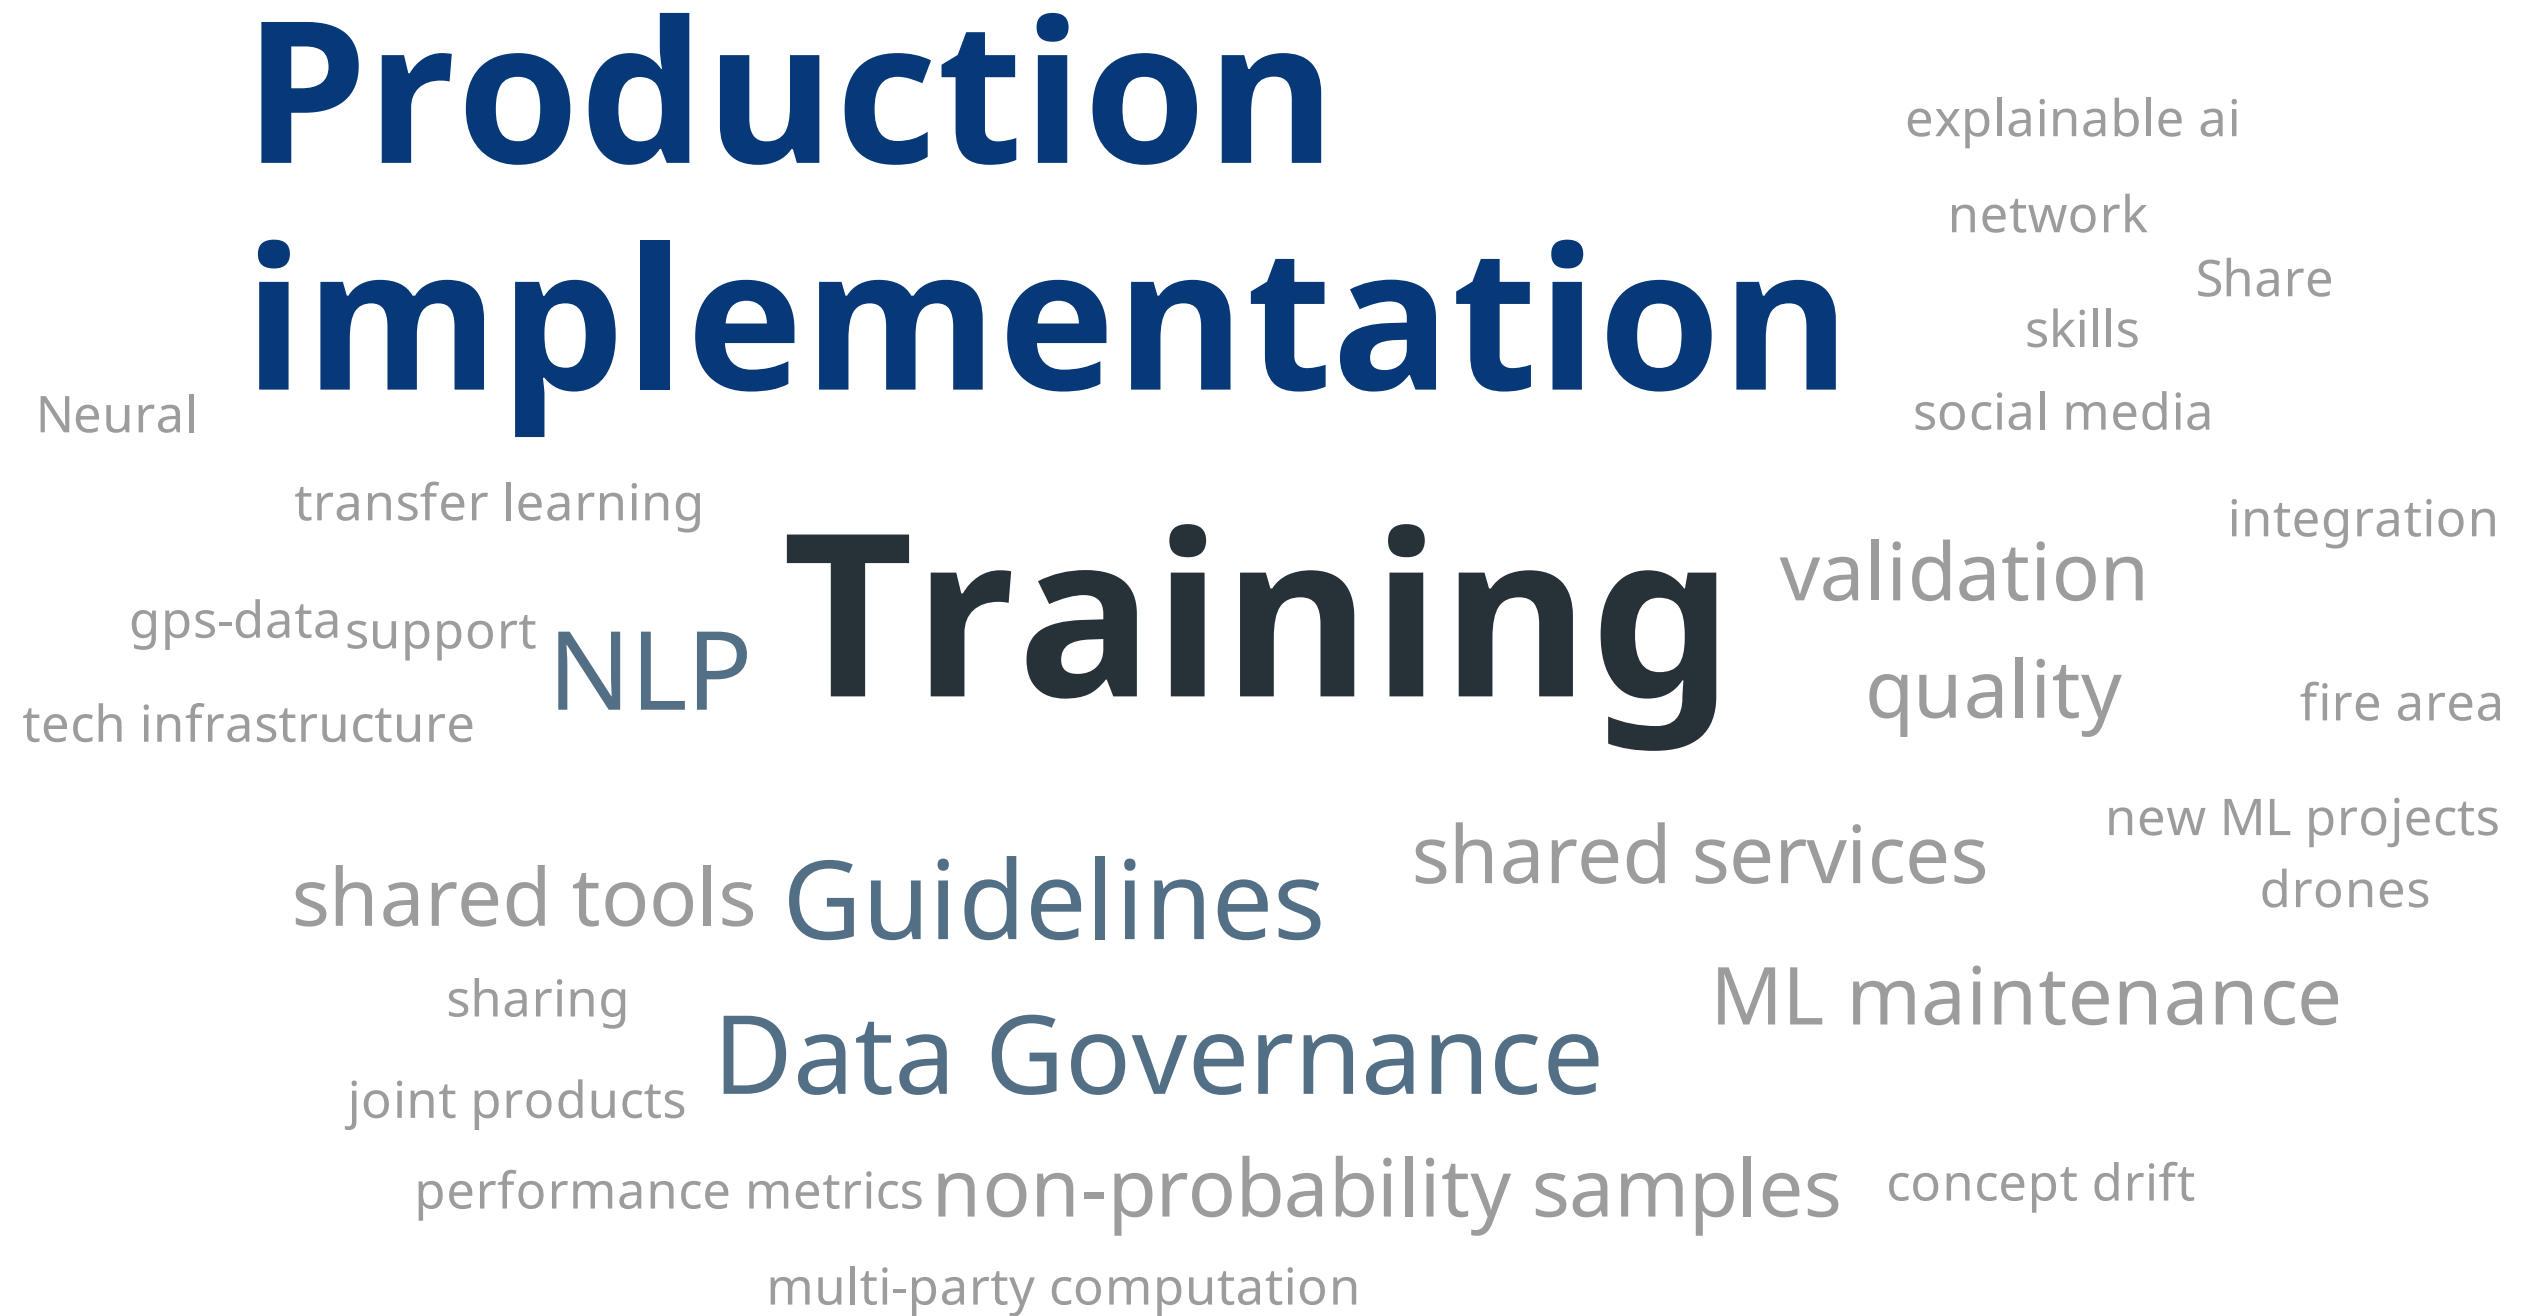 Production
explainable ai
network
implementation
Share
skills
Neural
social media
transfer learning
integration
Training
validation
gps-data
support
NLP
quality
fire area
tech infrastructure
new ML projects
shared services
drones
shared tools
Guidelines
sharing
ML maintenance
Data Governance
joint products
performance metrics
non-probability samples
concept drift
multi-party computation